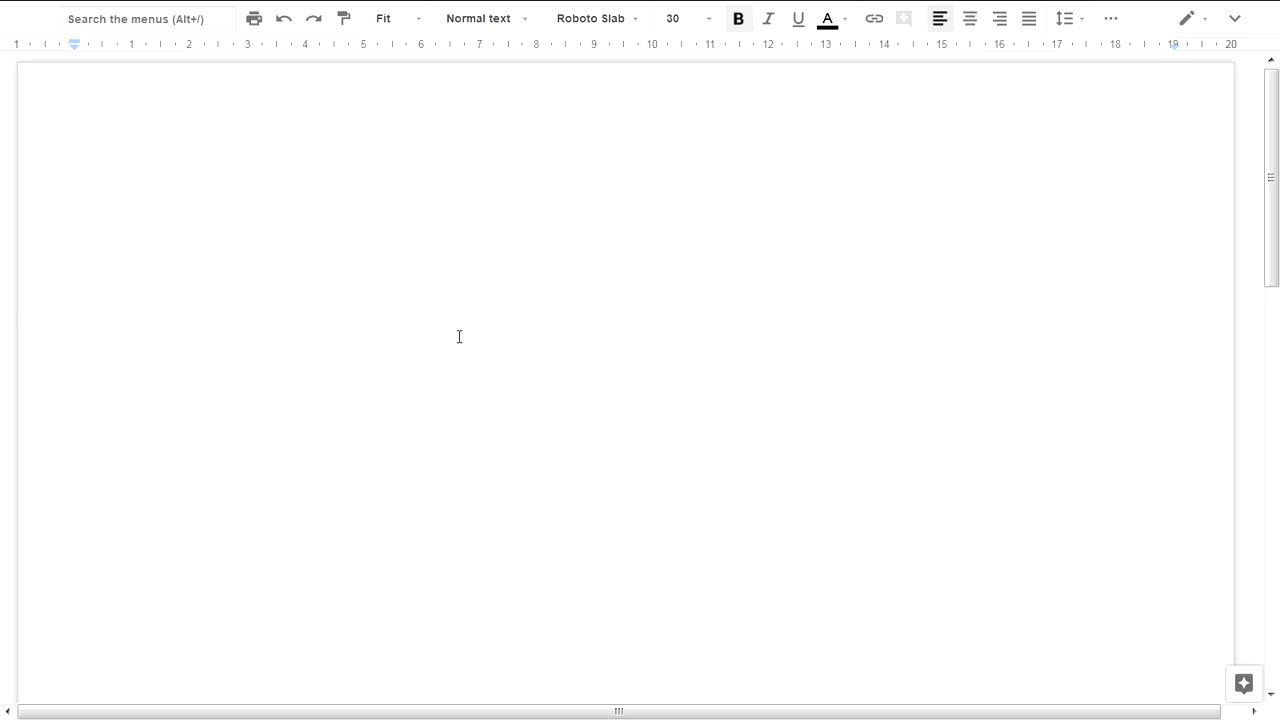 Search the menus (Alt+/) Fit Normal text Roboto Slab 30 B I U A
1 1 2 3 4 5 6 7 8 9 10 11 12 13 14 15 16 17 18 19 20